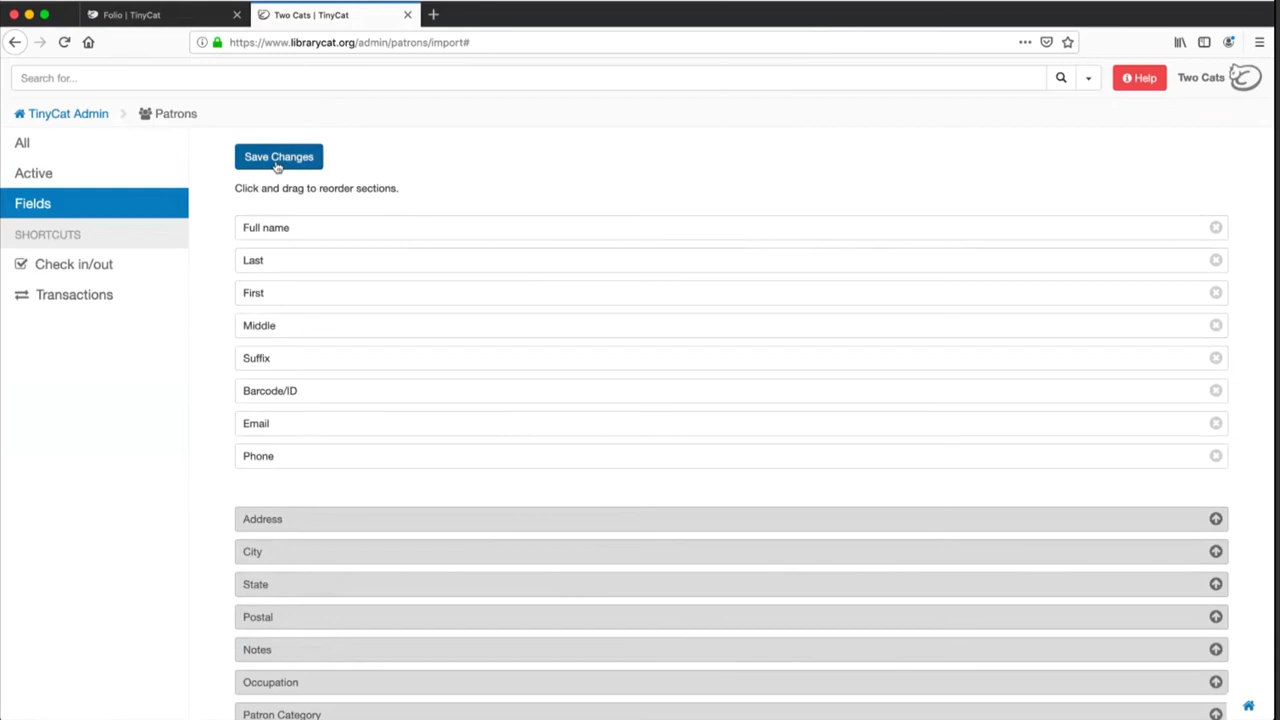 Folio | TinyCat
Two Cats | TinyCat
https://www.librarycat.org/admin/patrons/import#
Search for...
Help
Two Cats
TinyCat Admin
Patrons
All
Active
Fields
SHORTCUTS
Check in/out
Transactions
Save Changes
Click and drag to reorder sections.
Full name
Last
First
Middle
Suffix
Barcode/ID
Email
Phone
Address
City
State
Postal
Notes
Occupation
Patron Category